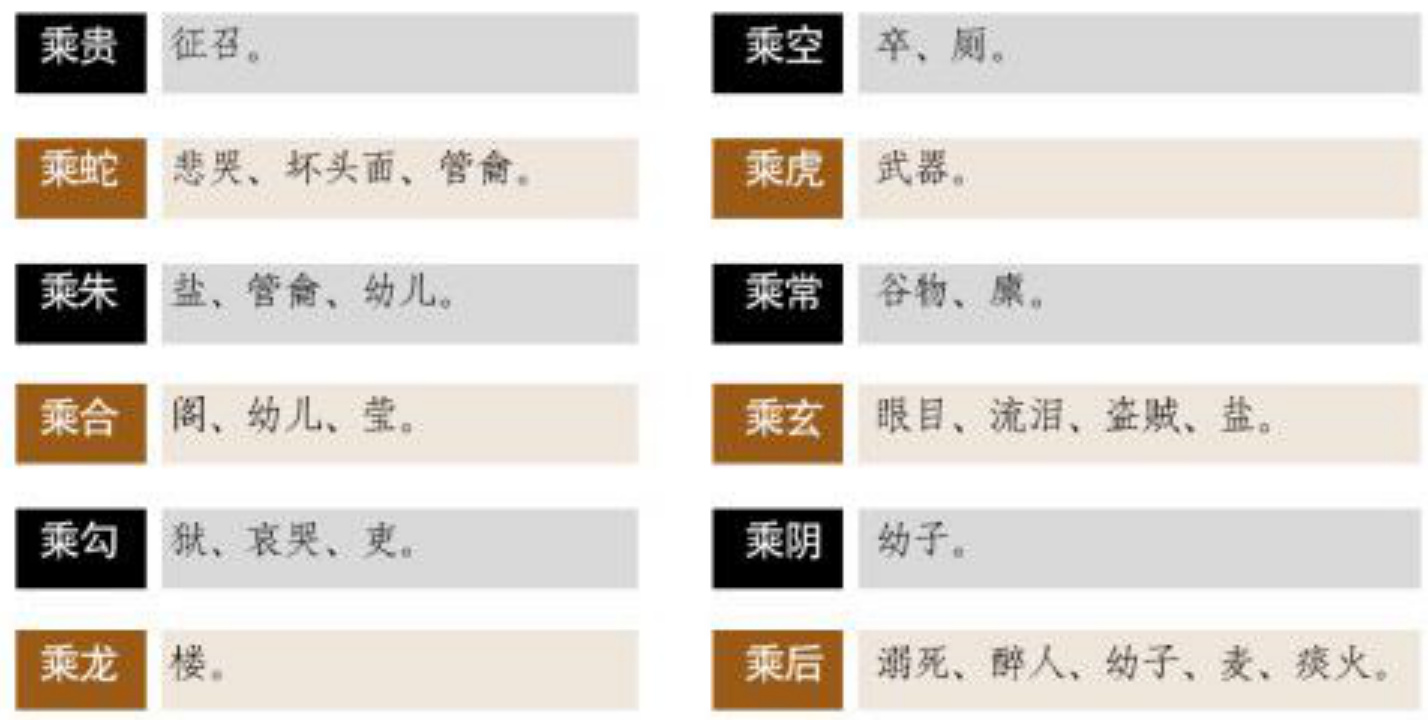 乘贵 征召。
乘空 卒、厕。
乘蛇 悲哭、坏头面、管龠。
乘虎 武器。
乘朱 盐、管龠、幼儿。
乘常 谷物、廪。
乘合 阁、幼儿、莹。
乘玄 眼目、流泪、盗贼、盐。
乘勾 狱、哀哭、吏。
乘阴 幼子。
乘龙 楼。
乘后 溺死、醉人、幼子、麦、痰火。